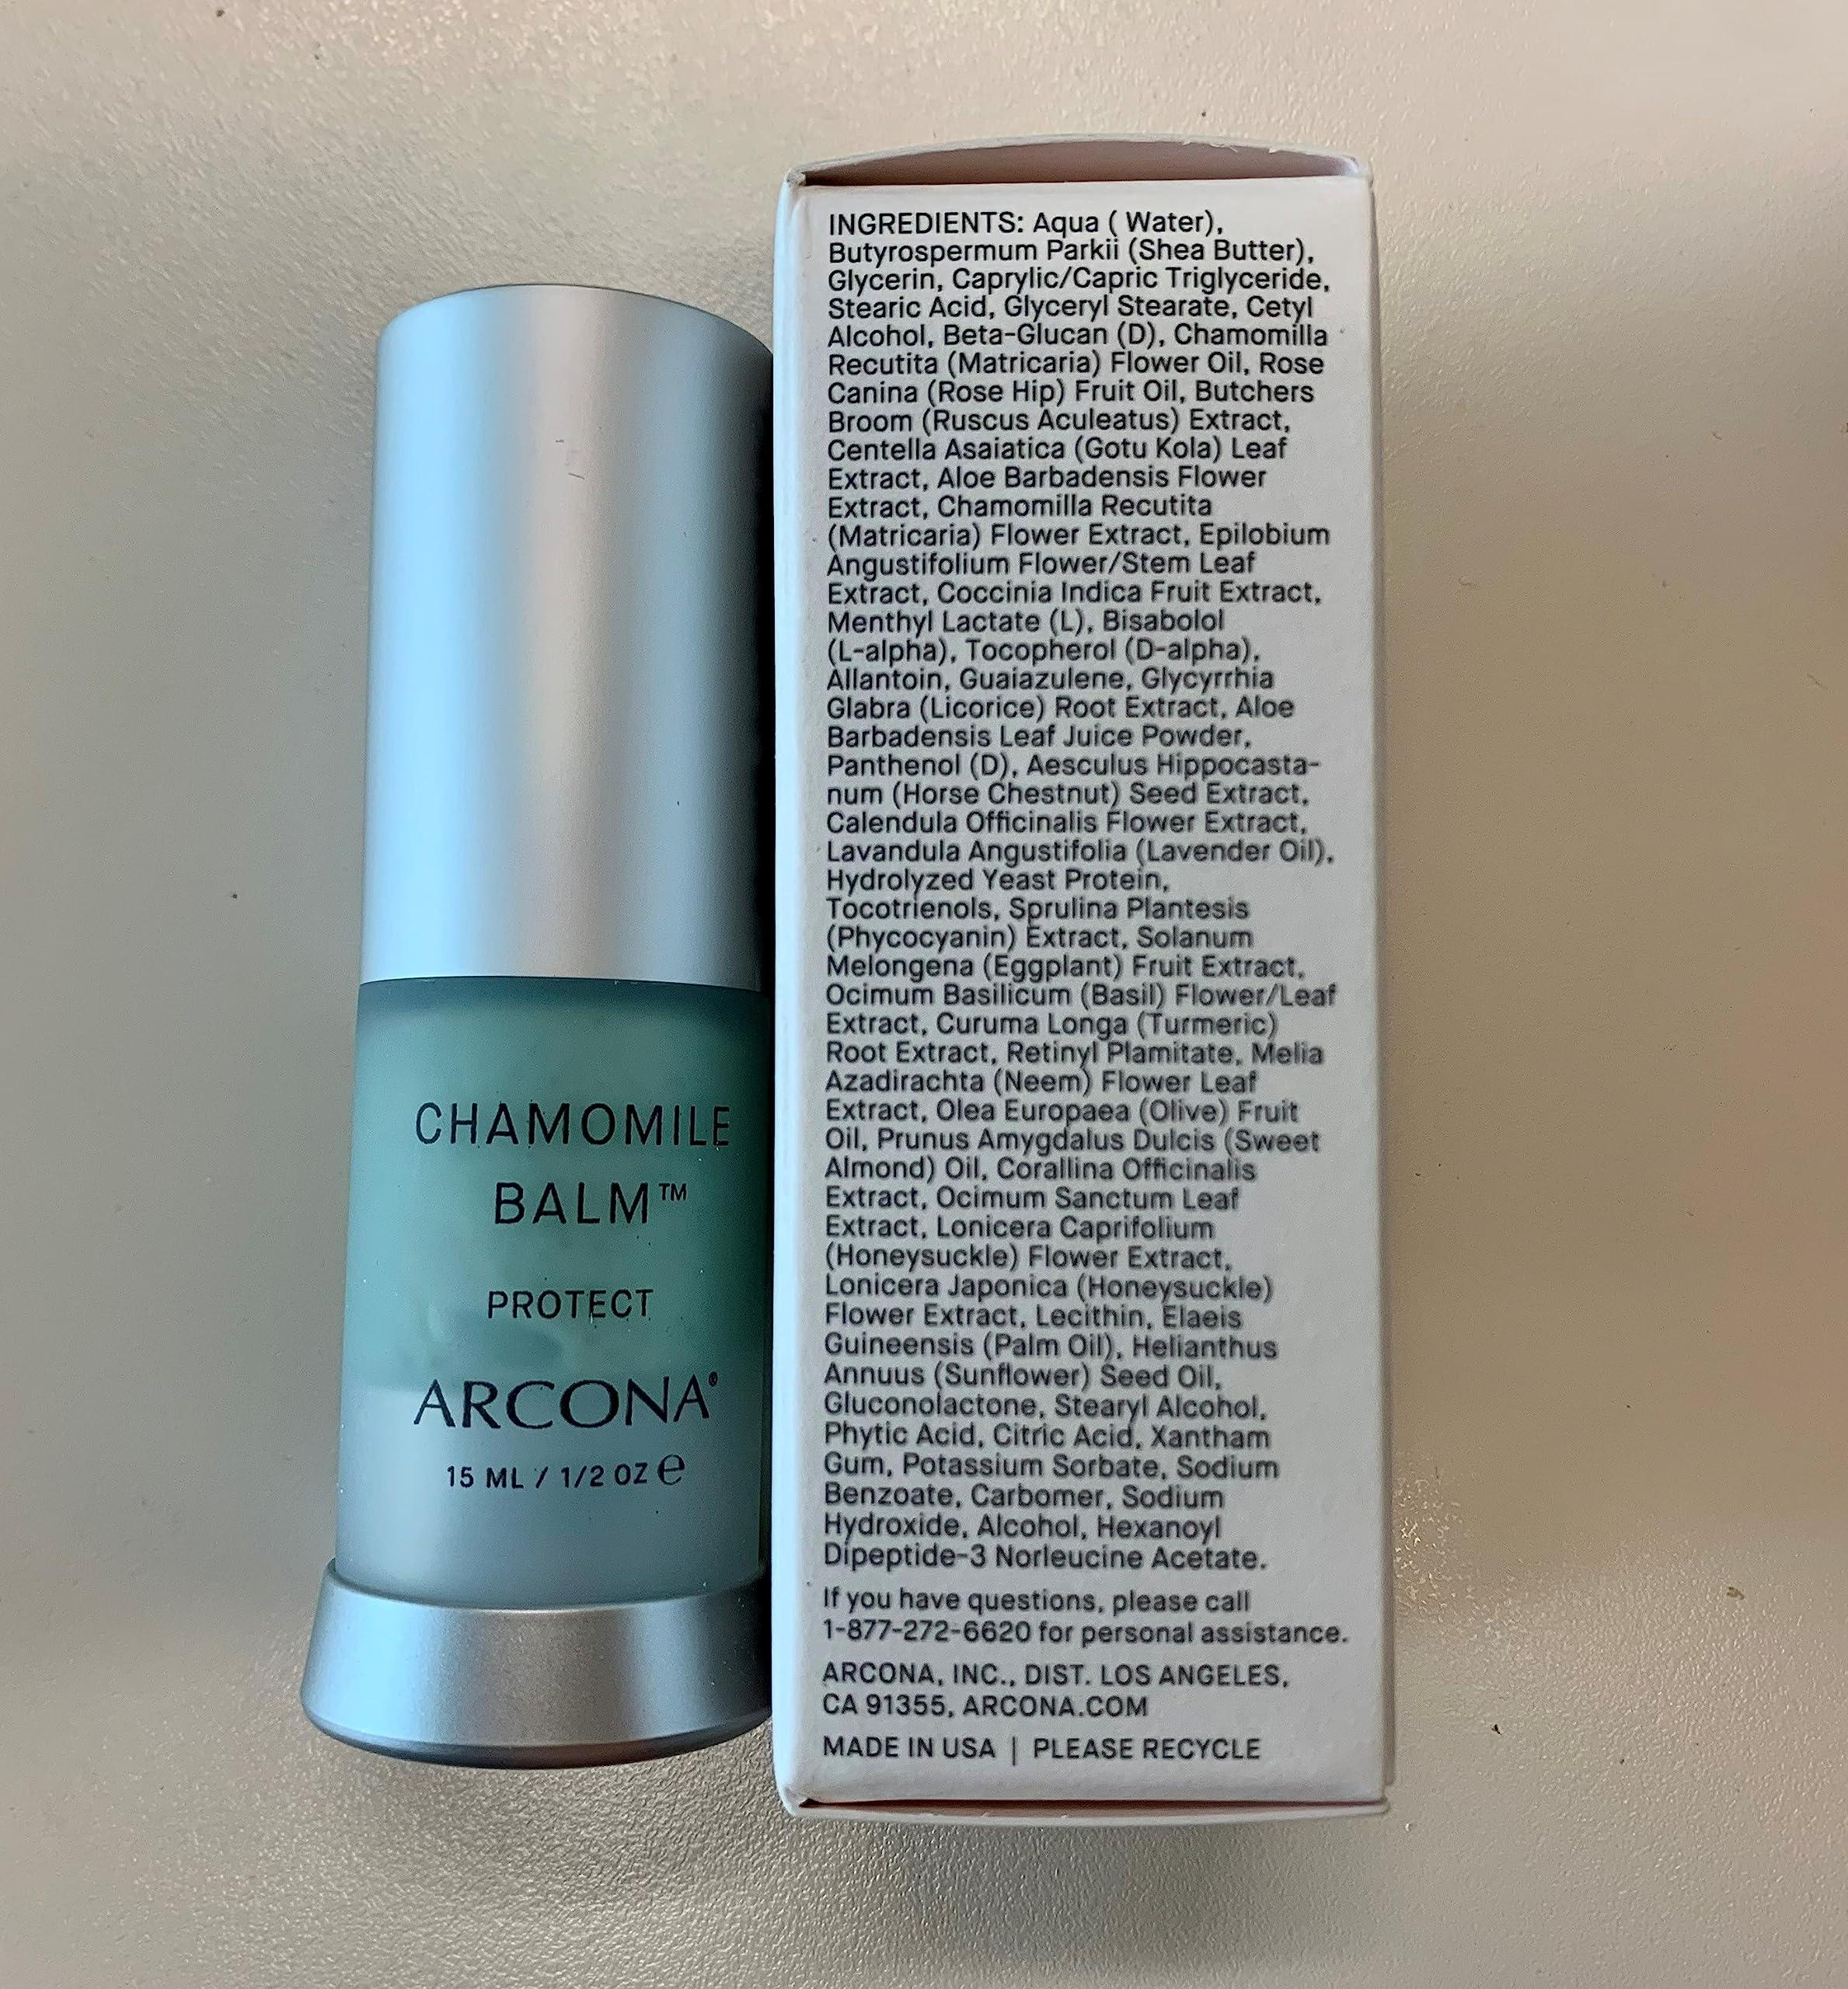 CHAMOMILE
BALM™
PROTECT
ARCONA®
15 ML / 1/2 OZ ℮
INGREDIENTS: Aqua ( Water),
Butyrospermum Parkii (Shea Butter),
Glycerin, Caprylic/Capric Triglyceride,
Stearic Acid, Glyceryl Stearate, Cetyl
Alcohol, Beta-Glucan (D), Chamomilla
Recutita (Matricaria) Flower Oil, Rose
Canina (Rose Hip) Fruit Oil, Butchers
Broom (Ruscus Aculeatus) Extract,
Centella Asaiatica (Gotu Kola) Leaf
Extract, Aloe Barbadensis Flower
Extract, Chamomilla Recutita
(Matricaria) Flower Extract, Epilobium
Angustifolium Flower/Stem Leaf
Extract, Coccinia Indica Fruit Extract,
Menthyl Lactate (L), Bisabolol
(L-alpha), Tocopherol (D-alpha),
Allantoin, Guaiazulene, Glycyrrhia
Glabra (Licorice) Root Extract, Aloe
Barbadensis Leaf Juice Powder,
Panthenol (D), Aesculus Hippocasta-
num (Horse Chestnut) Seed Extract,
Calendula Officinalis Flower Extract,
Lavandula Angustifolia (Lavender Oil),
Hydrolyzed Yeast Protein,
Tocotrienols, Sprulina Plantesis
(Phycocyanin) Extract, Solanum
Melongena (Eggplant) Fruit Extract,
Ocimum Basilicum (Basil) Flower/Leaf
Extract, Curuma Longa (Turmeric)
Root Extract, Retinyl Plamitate, Melia
Azadirachta (Neem) Flower Leaf
Extract, Olea Europaea (Olive) Fruit
Oil, Prunus Amygdalus Dulcis (Sweet
Almond) Oil, Corallina Officinalis
Extract, Ocimum Sanctum Leaf
Extract, Lonicera Caprifolium
(Honeysuckle) Flower Extract,
Lonicera Japonica (Honeysuckle)
Flower Extract, Lecithin, Elaeis
Guineensis (Palm Oil), Helianthus
Annuus (Sunflower) Seed Oil,
Gluconolactone, Stearyl Alcohol,
Phytic Acid, Citric Acid, Xantham
Gum, Potassium Sorbate, Sodium
Benzoate, Carbomer, Sodium
Hydroxide, Alcohol, Hexanoyl
Dipeptide-3 Norleucine Acetate.
If you have questions, please call
1-877-272-6620 for personal assistance.
ARCONA, INC., DIST. LOS ANGELES,
CA 91355, ARCONA.COM
MADE IN USA | PLEASE RECYCLE